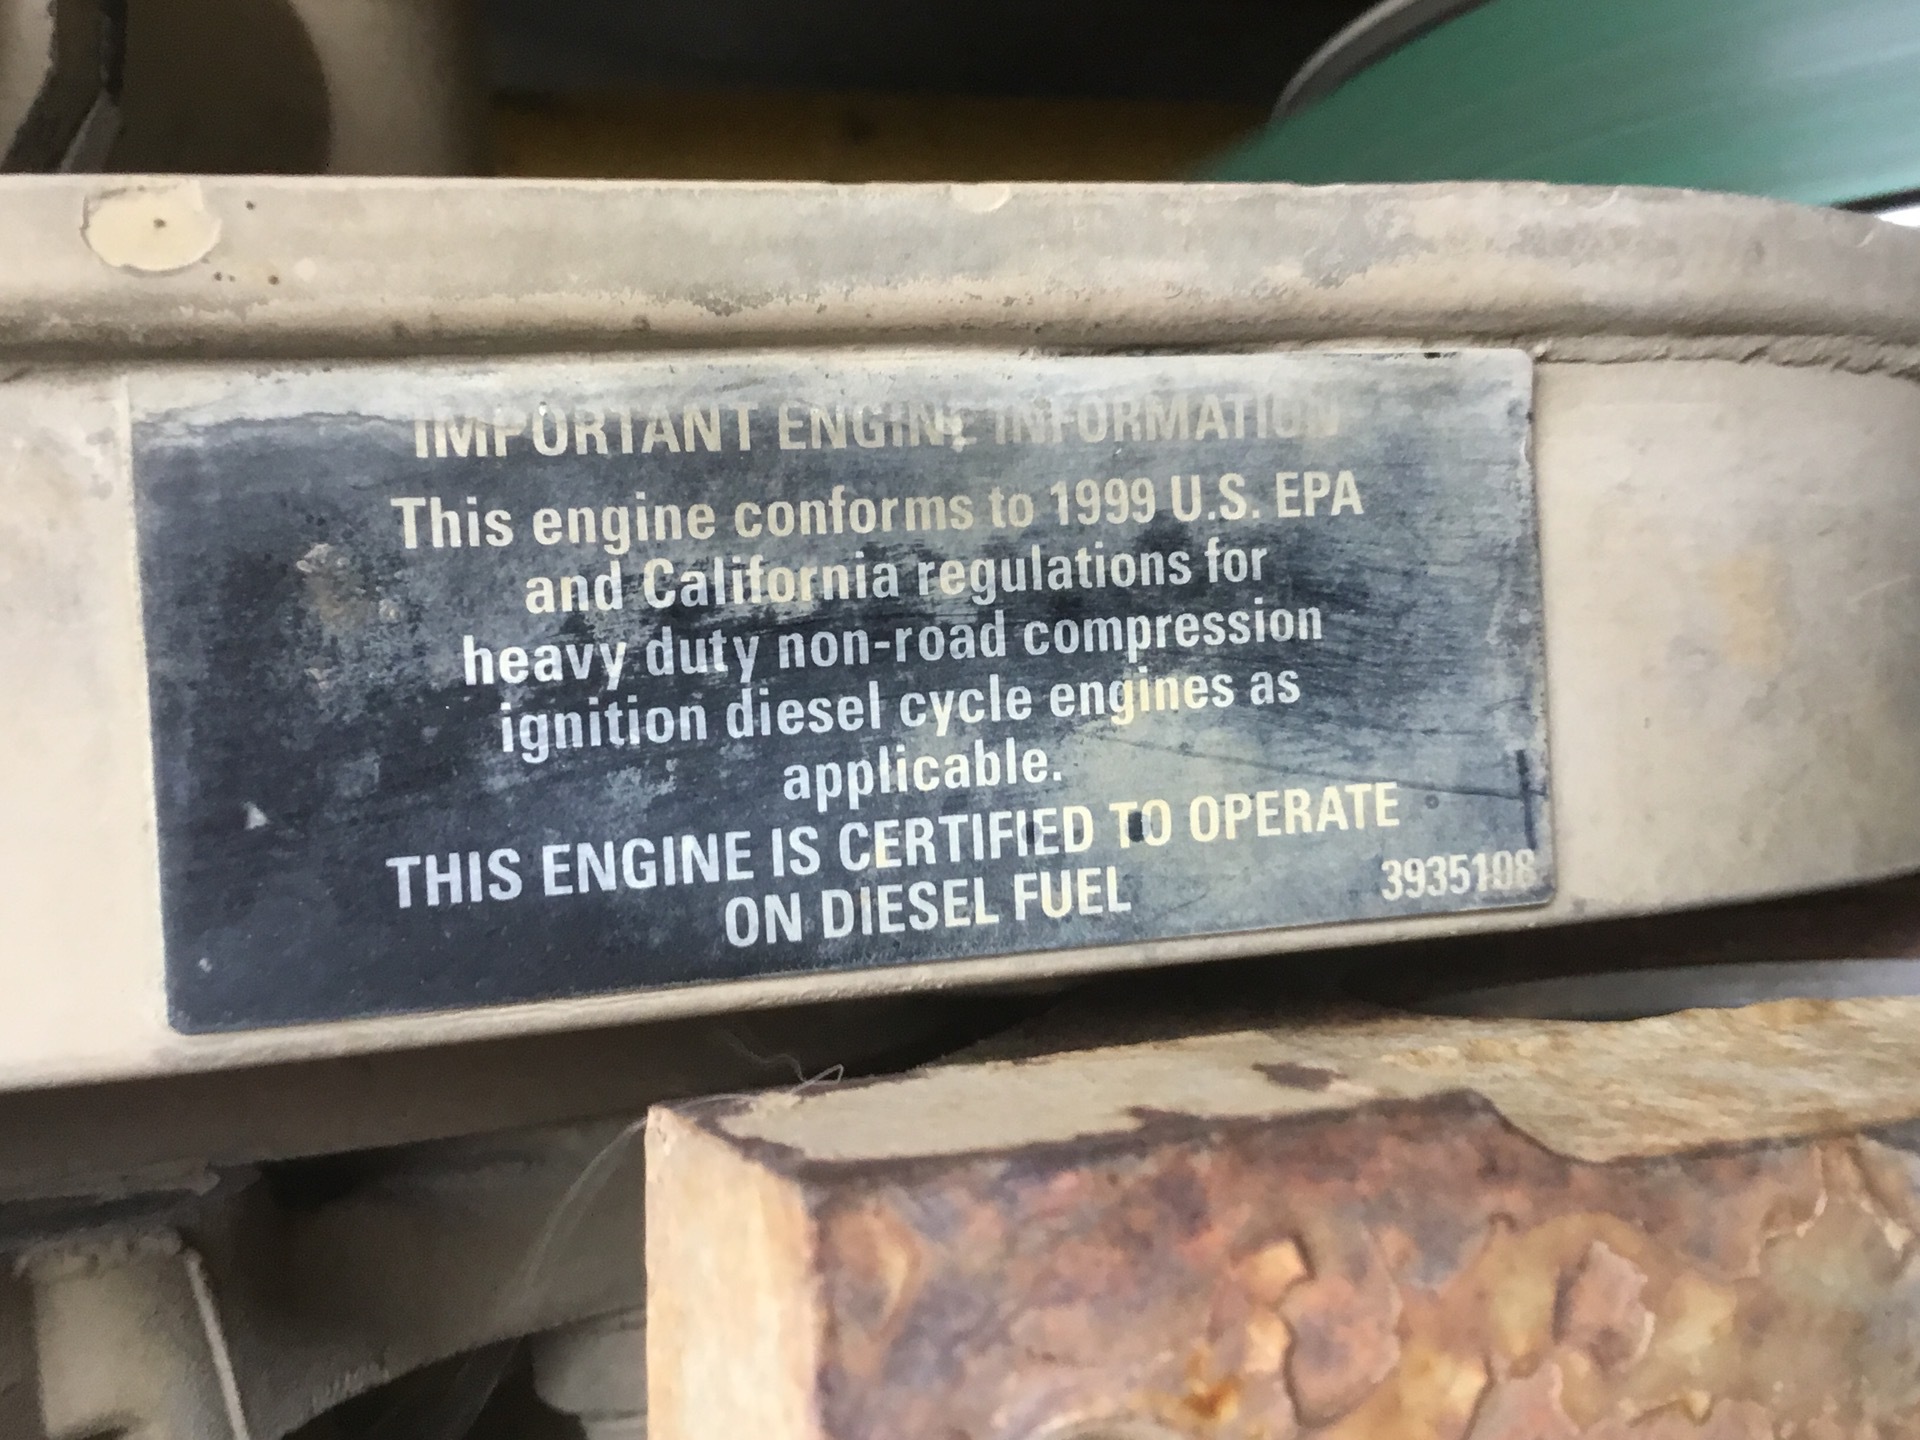 IMPORTANT ENGINE INFORMATION
This engine conforms to 1999 U.S. EPA
and California regulations for
heavy duty non-road compression
ignition diesel cycle engines as
applicable.
THIS ENGINE IS CERTIFIED TO OPERATE
ON DIESEL FUEL
3935108